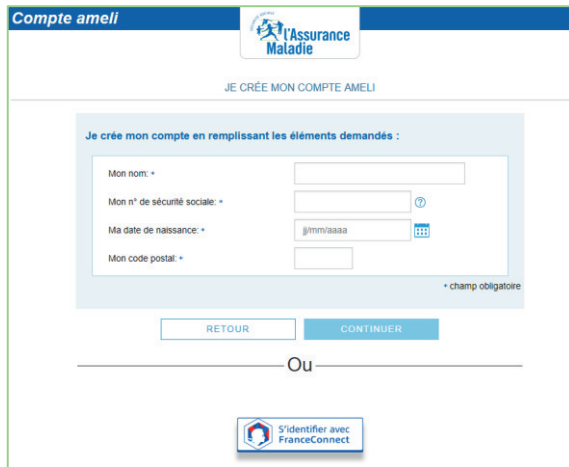 Compte ameli
l'Assurance
Maladie
JE CRÉE MON COMPTE AMELI
Je crée mon compte en remplissant les éléments demandés :
Mon nom: *
Mon n° de sécurité sociale: *
?
Ma date de naissance: *
jj/mm/aaaa
Mon code postal: *
* champ obligatoire
RETOUR
CONTINUER
Ou
S'identifier avec
FranceConnect